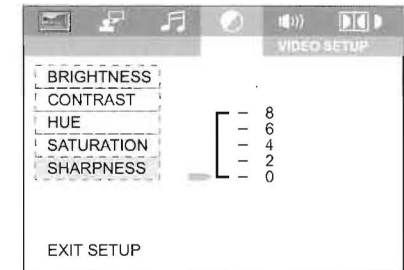 VIDEO SETUP
BRIGHTNESS
CONTRAST
HUE
SATURATION
SHARPNESS
8
6
4
2
0
EXIT SETUP